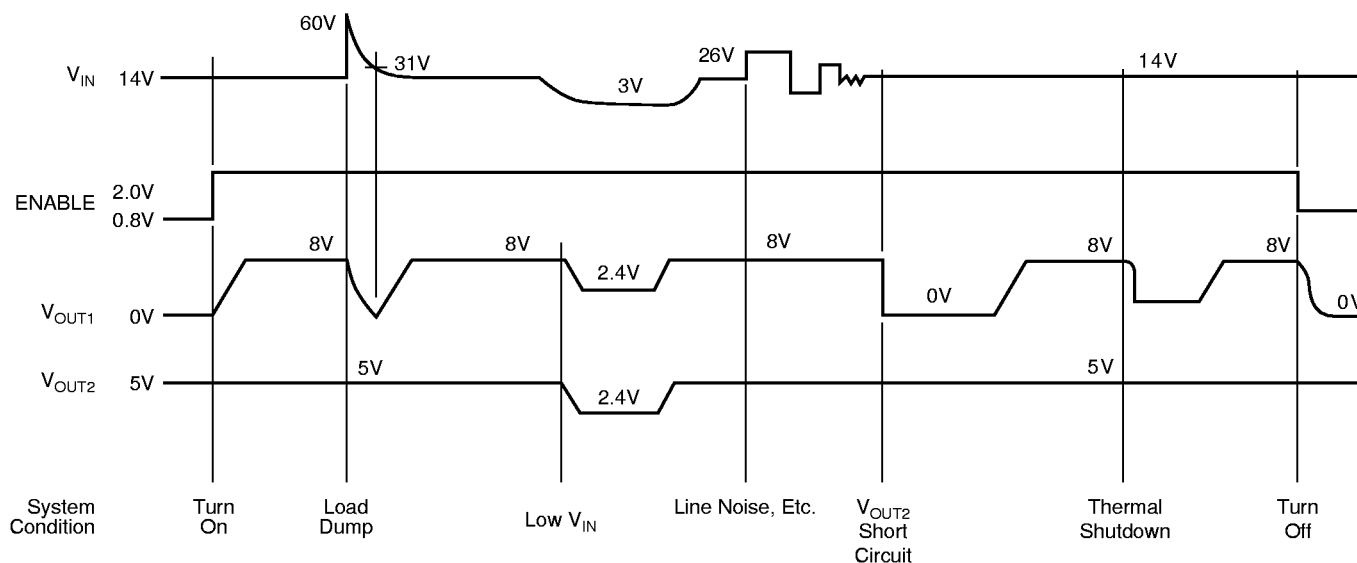 60V
V_IN 14V
31V
3V
26V
14V
ENABLE
2.0V
0.8V
8V
8V
2.4V
8V
0V
8V
8V
0V
V_OUT1 0V
5V
5V
V_OUT2 5V
2.4V
System
Condition
Turn
On
Load
Dump
Low V_IN
Line Noise, Etc.
V_OUT2
Short
Circuit
Thermal
Shutdown
Turn
Off